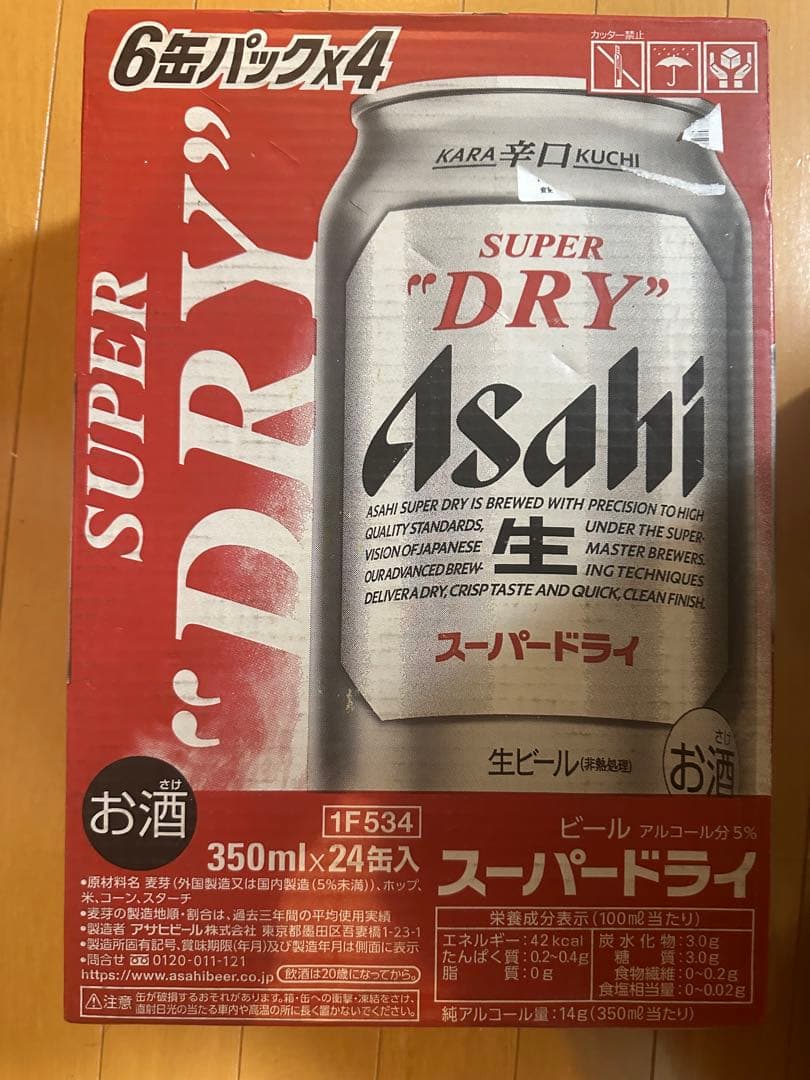 6缶パックx4
カッター禁止
KARA 辛口 KUCHI
SUPER
"DRY"
SUPER
"DRY"
Asahi
ASAHI SUPER DRY IS BREWED WITH PRECISION TO HIGH
QUALITY STANDARDS, UNDER THE SUPER-
VISION OF JAPANESE 生 MASTER BREWERS.
OUR ADVANCED BREW- ING TECHNIQUES
DELIVER A DRY, CRISP TASTE AND QUICK, CLEAN FINISH.
スーパードライ
生ビール(非熱処理)
さけ
お酒
さけ
お酒
1F534
350ml×24缶入
ビール アルコール分5%
スーパードライ
•原材料名 麦芽(外国製造又は国内製造(5%未満))、ホップ、
米、コーン、スターチ
•麦芽の製造地順・割合は、過去三年間の平均使用実績
•製造者 アサヒビール株式会社 東京都墨田区吾妻橋1-23-1
•製造所固有記号、賞味期限(年月)及び製造年月は側面に表示
•問合せ 0120-011-121
https://www.asahibeer.co.jp 飲酒は20歳になってから。
⚠注意 缶が破損するおそれがあります。箱・缶への衝撃・凍結をさけ、
直射日光の当たる車内や高温の所に長く置かないでください。
栄養成分表示(100㎖当たり)
エネルギー:42kcal 炭水化物:3.0g
たんぱく質:0.2~0.4g 糖質:3.0g
脂質:0g 食物繊維:0~0.2g
食塩相当量:0~0.02g
純アルコール量:14g(350㎖当たり)